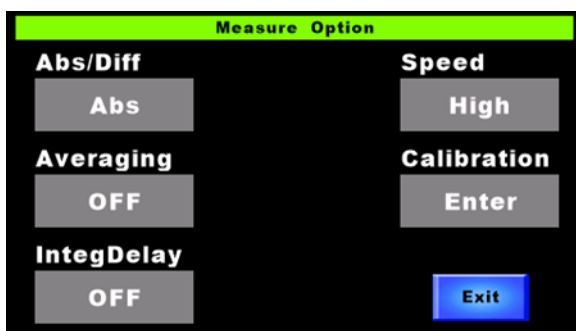 Measure Option
Abs/Diff
Abs
Averaging
OFF
IntegDelay
OFF
Speed
High
Calibration
Enter
Exit